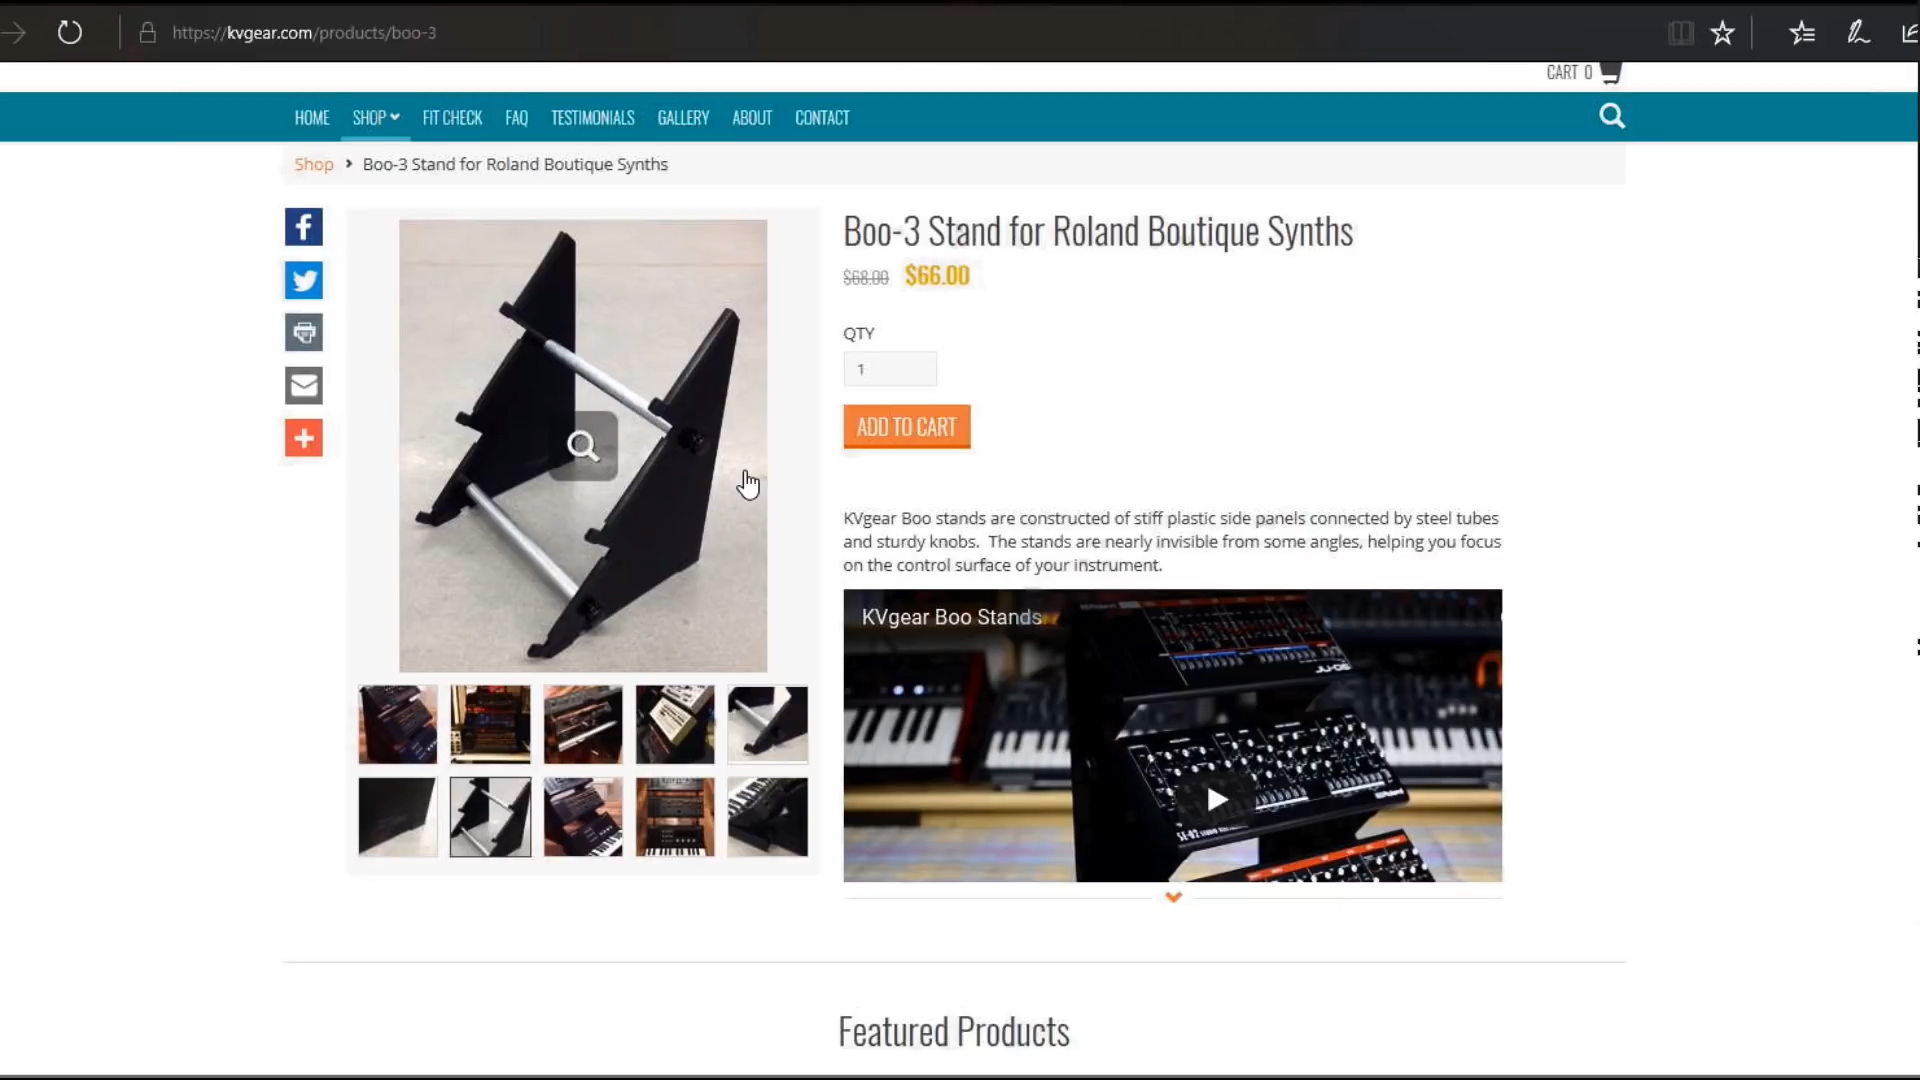 https://kvgear.com/products/boo-3
CART 0
HOME SHOP FIT CHECK FAQ TESTIMONIALS GALLERY ABOUT CONTACT
Shop > Boo-3 Stand for Roland Boutique Synths
Boo-3 Stand for Roland Boutique Synths
$68.00 $66.00
QTY
1
ADD TO CART
KVgear Boo stands are constructed of stiff plastic side panels connected by steel tubes
and sturdy knobs. The stands are nearly invisible from some angles, helping you focus
on the control surface of your instrument.
KVgear Boo Stands
JU-06
Roland
SE-02
Featured Products